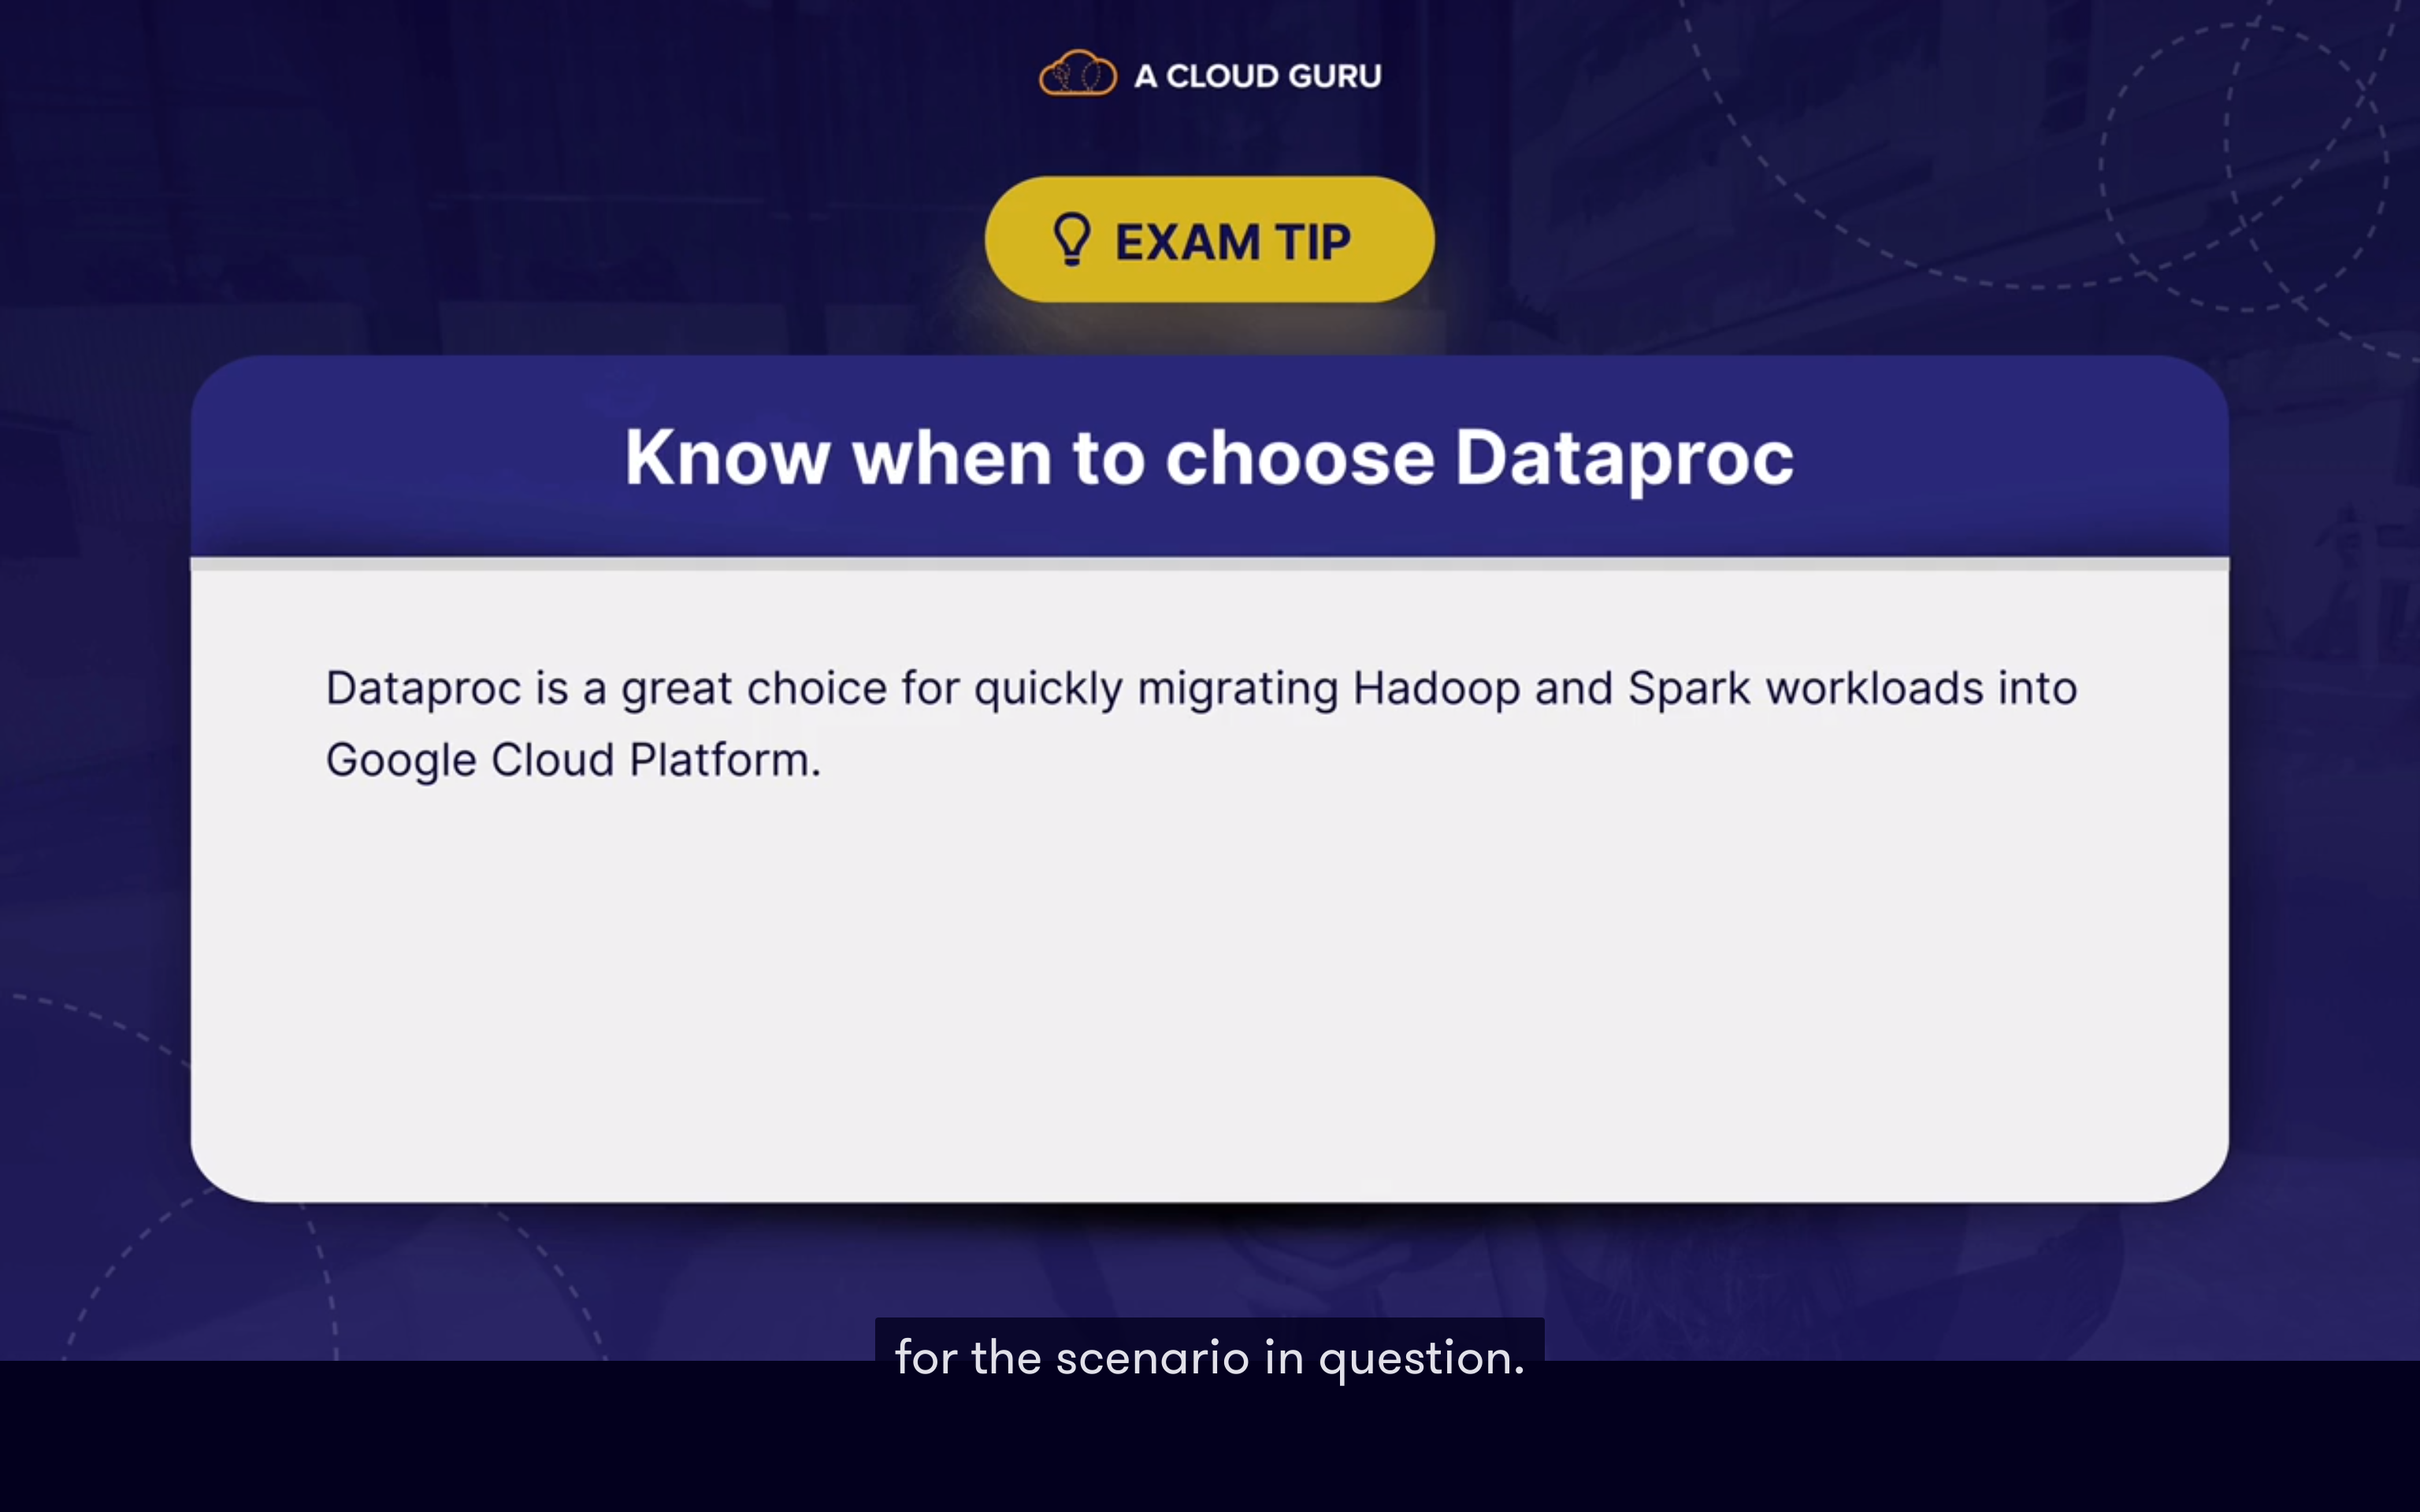 A CLOUD GURU
EXAM TIP
Know when to choose Dataproc
Dataproc is a great choice for quickly migrating Hadoop and Spark workloads into
Google Cloud Platform.
for the scenario in question.